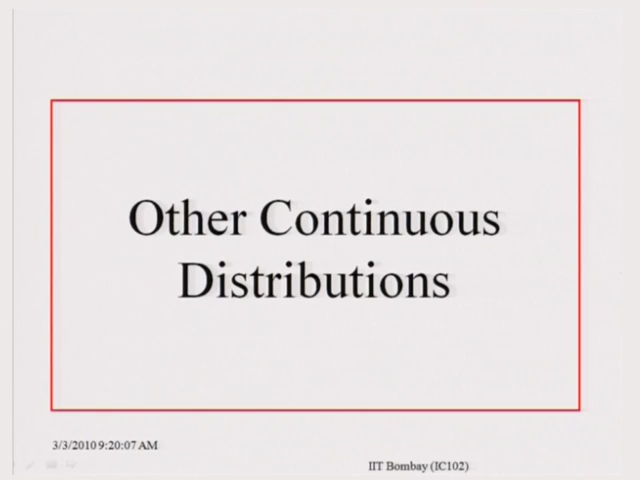 Other Continuous
Distributions
3/3/2010 9:20:07 AM
IIT Bombay (IC102)